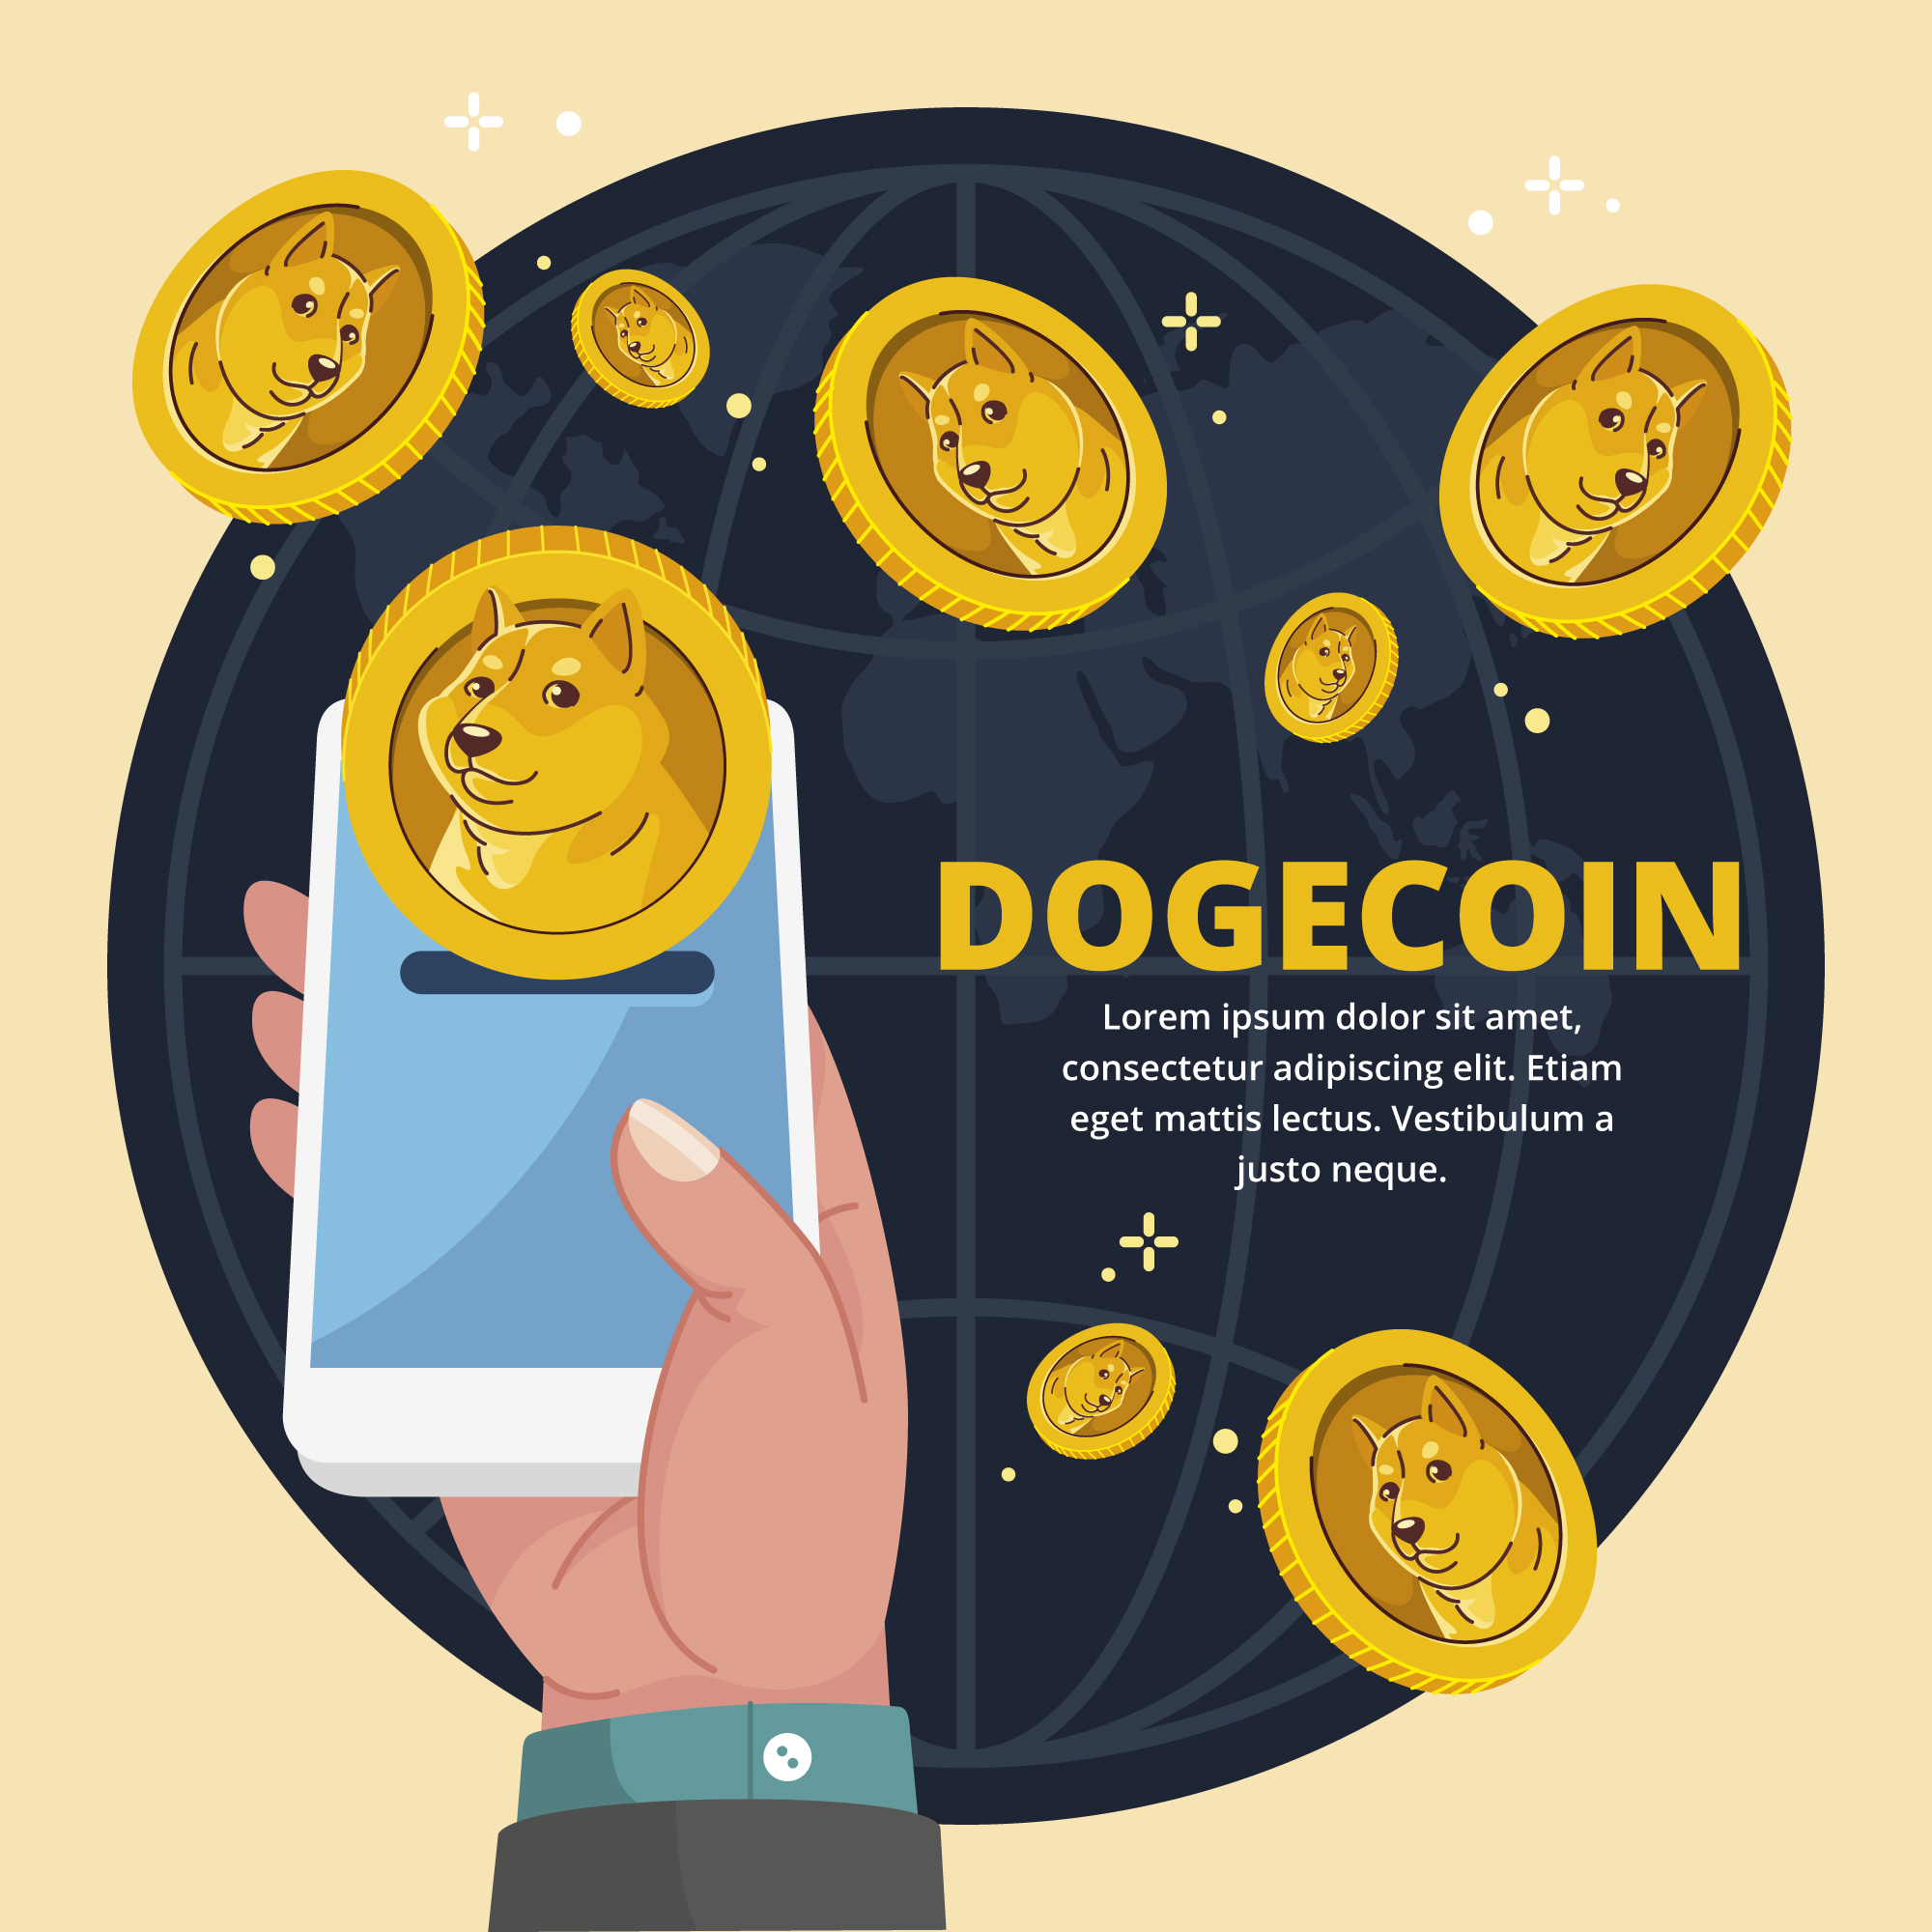 DOGECOIN
Lorem ipsum dolor sit amet,
consectetur adipiscing elit. Etiam
eget mattis lectus. Vestibulum a
justo neque.